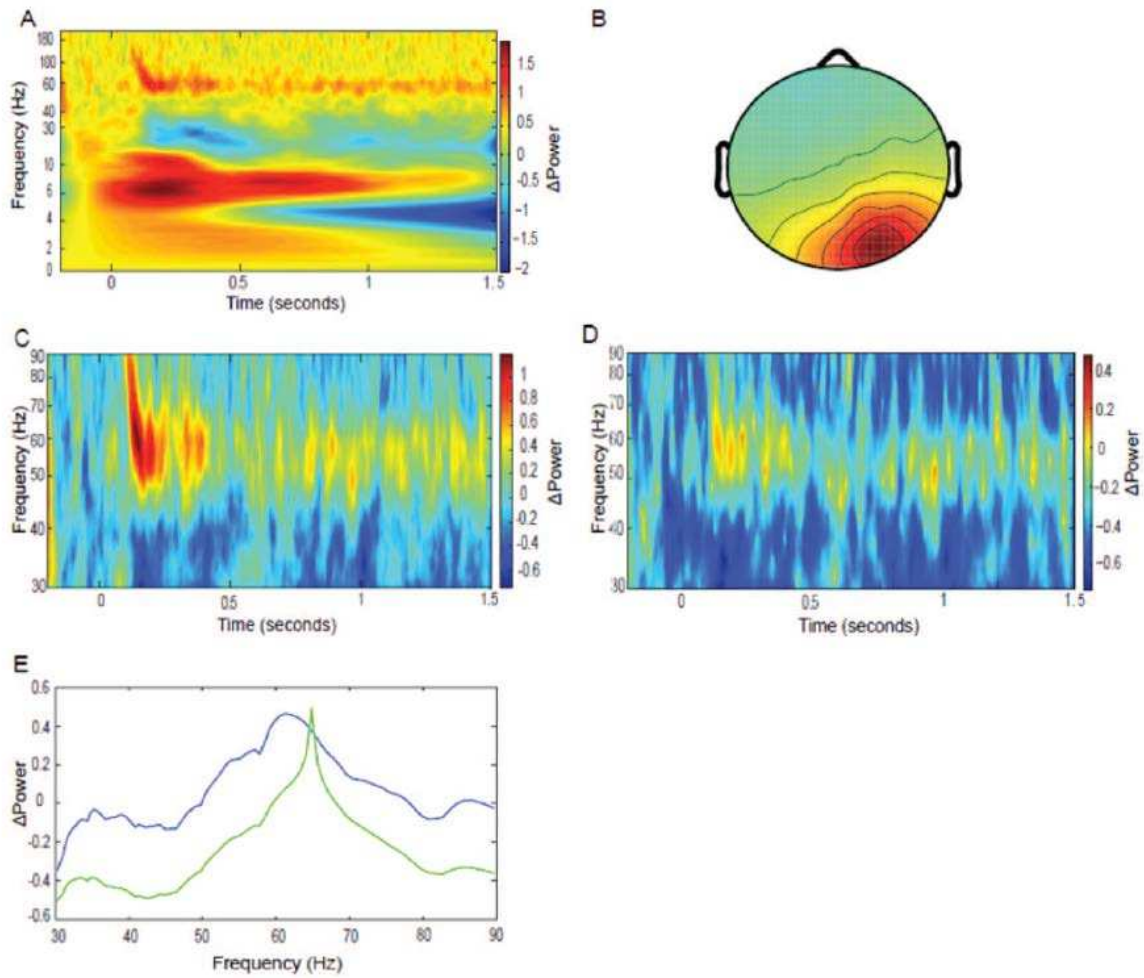 A
B
180
100
60
40
30
10
6
4
2
0
Frequency (Hz)
0 0.5 1 1.5
Time (seconds)
1.5
1
0.5
0
-0.5
-1
-1.5
-2
ΔPower
C
D
90
80
70
60
50
40
30
Frequency (Hz)
0 0.5 1 1.5
Time (seconds)
1
0.8
0.6
0.4
0.2
0
-0.2
-0.4
-0.6
ΔPower
90
80
70
60
50
40
30
Frequency (Hz)
0 0.5 1 1.5
Time (seconds)
0.4
0.2
0
-0.2
-0.4
-0.6
ΔPower
E
0.6
0.4
0.2
0
-0.2
-0.4
-0.6
ΔPower
30 40 50 60 70 80 90
Frequency (Hz)